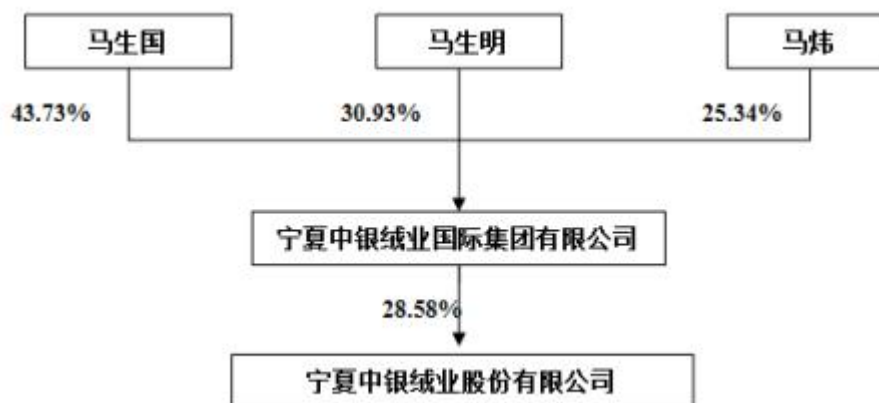 马生国 马生明 马炜
43.73% 30.93% 25.34%
宁夏中银绒业国际集团有限公司
28.58%
宁夏中银绒业股份有限公司